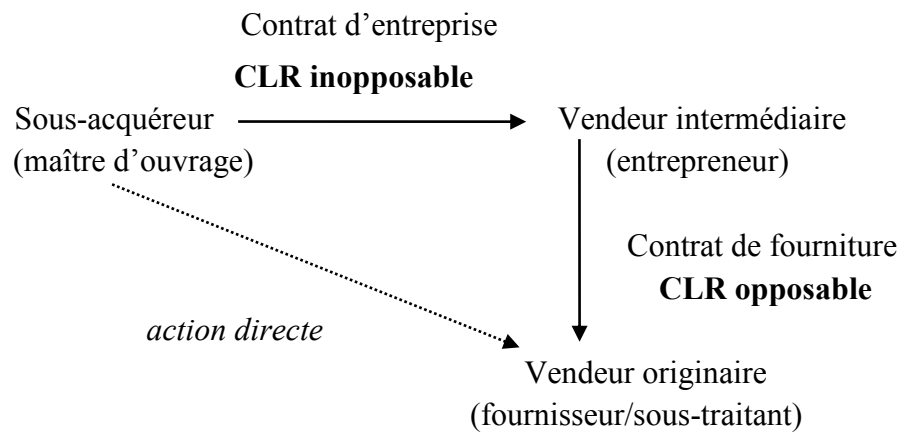 Contrat d’entreprise
CLR inopposable
Sous-acquéreur
(maître d’ouvrage)
Vendeur intermédiaire
(entrepreneur)
Contrat de fourniture
CLR opposable
action directe
Vendeur originaire
(fournisseur/sous-traitant)